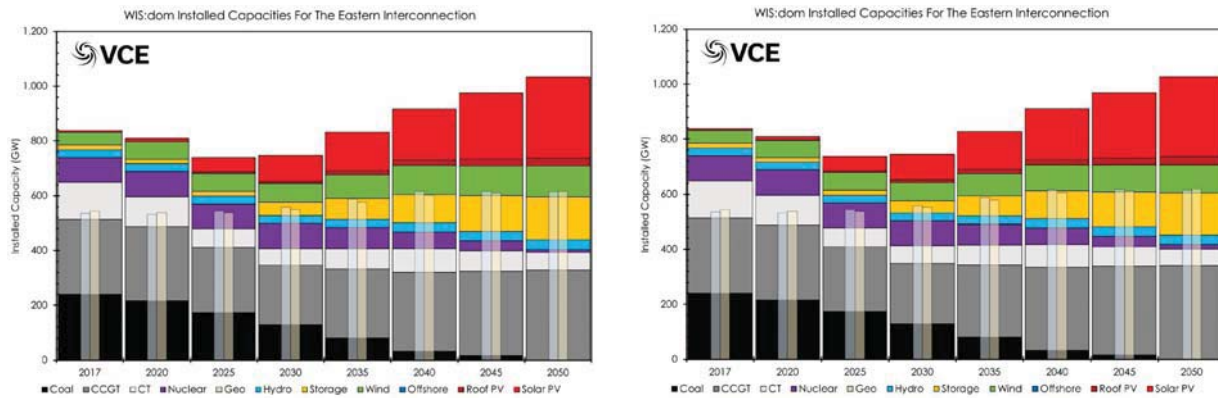 WIS:dom Installed Capacities For The Eastern Interconnection
VCE
Installed Capacity (GW)
1,200
1,000
800
600
400
200
0
2017 2020 2025 2030 2035 2040 2045 2050
Coal CCGT CT Nuclear Geo Hydro Storage Wind Offshore Roof PV Solar PV
WIS:dom Installed Capacities For The Eastern Interconnection
VCE
Installed Capacity (GW)
1,200
1,000
800
600
400
200
0
2017 2020 2025 2030 2035 2040 2045 2050
Coal CCGT CT Nuclear Geo Hydro Storage Wind Offshore Roof PV Solar PV